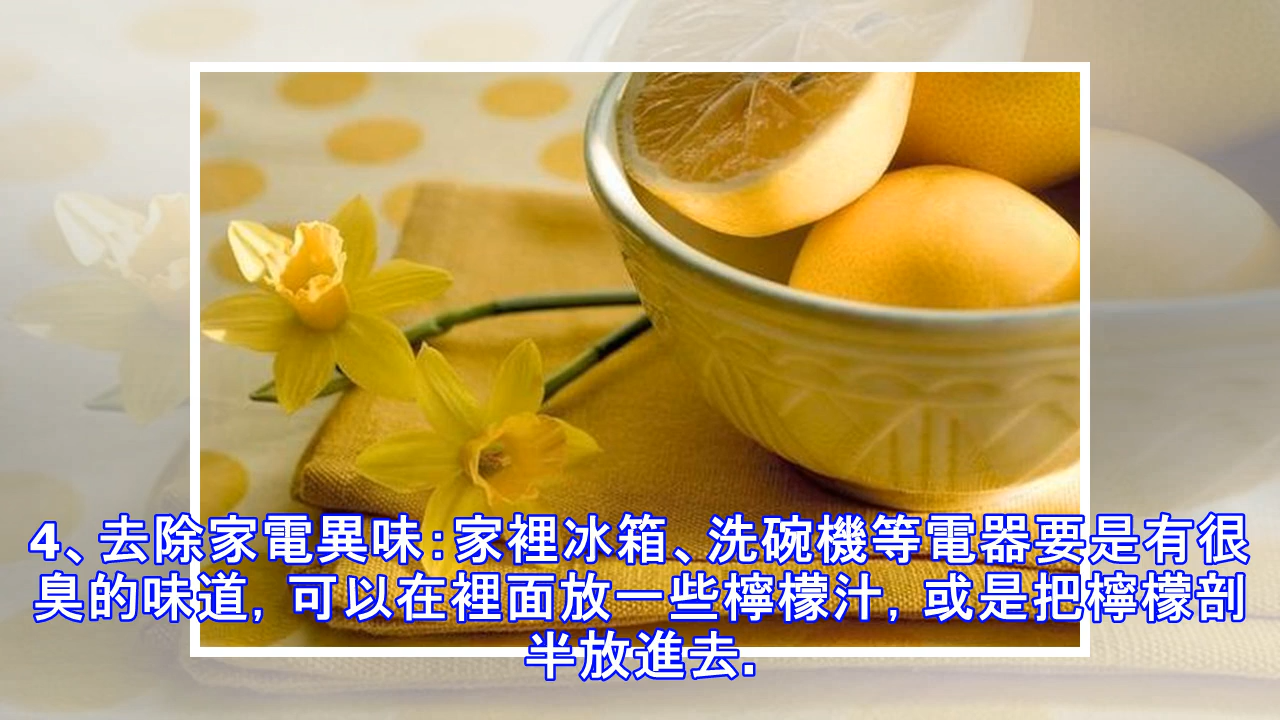 4、去除家電異味:家裡冰箱、洗碗機等電器要是有很
臭的味道, 可以在裡面放一些檸檬汁, 或是把檸檬剖
半放進去.